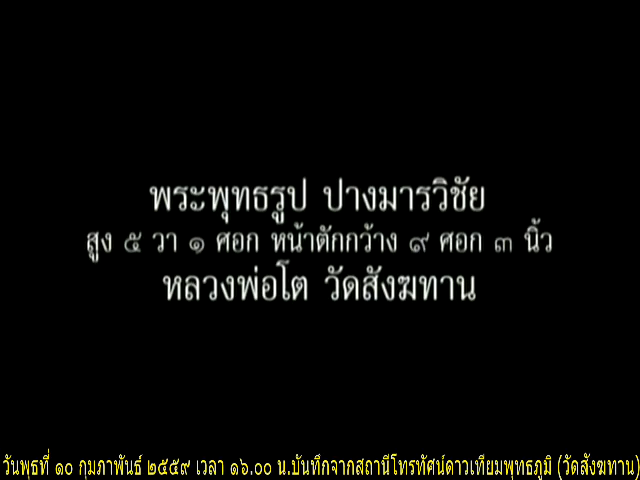 พระพุทธรูป ปางมารวิชัย
สูง ๕ วา ๑ ศอก หน้าตักกว้าง ๙ ศอก ๓ นิ้ว
หลวงพ่อโต วัดสังฆทาน
วันพุธที่ ๑๐ กุมภาพันธ์ ๒๕๕๙ เวลา ๑๖.๐๐ น.บันทึกจากสถานีโทรทัศน์ดาวเทียมพุทธภูมิ (วัดสังฆทาน)